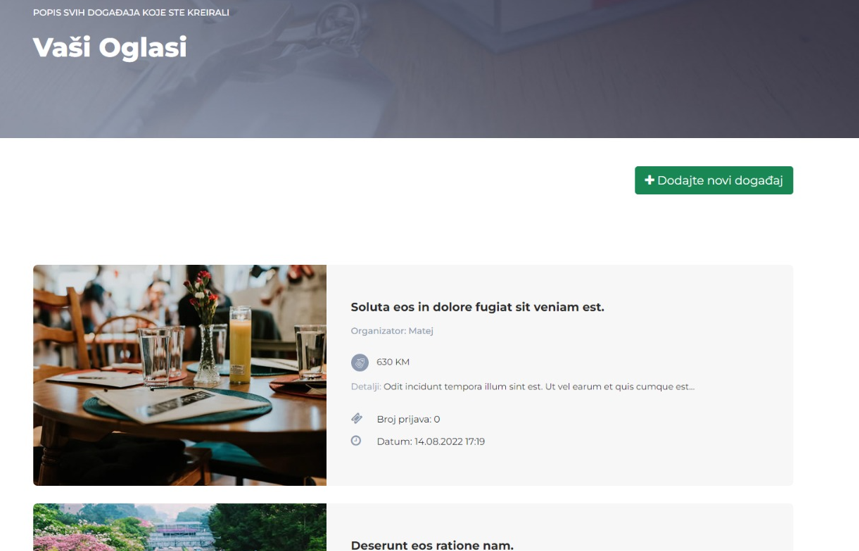 POPIS SVIH DOGAĐAJA KOJE STE KREIRALI
Vaši Oglasi
Dodajte novi događaj
Soluta eos in dolore fugiat sit veniam est.
Organizator: Matej
630 KM
Detalji: Odit incidunt tempora illum sint est. Ut vel earum et quis cumque est...
Broj prijava: 0
Datum: 14.08.2022 17:19
Deserunt eos ratione nam.